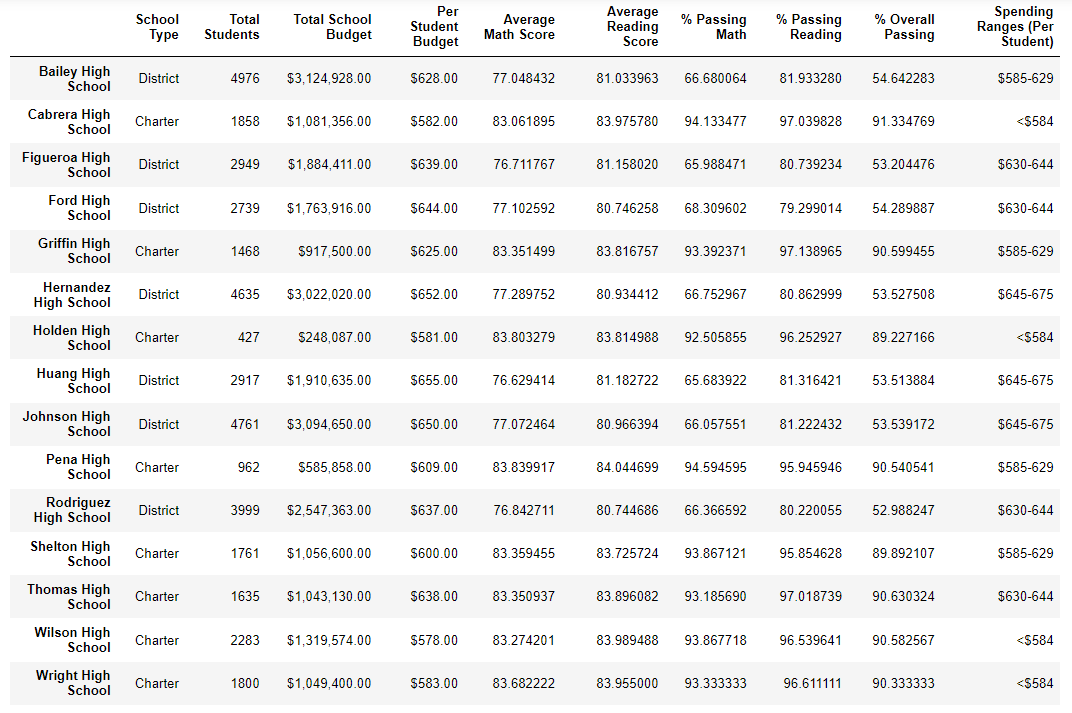 School Type Total Students Total School Budget Per Student Budget Average Math Score Average Reading Score % Passing Math % Passing Reading % Overall Passing Spending Ranges (Per Student)
Bailey High School District 4976 $3,124,928.00 $628.00 77.048432 81.033963 66.680064 81.933280 54.642283 $585-629
Cabrera High School Charter 1858 $1,081,356.00 $582.00 83.061895 83.975780 94.133477 97.039828 91.334769 <$584
Figueroa High School District 2949 $1,884,411.00 $639.00 76.711767 81.158020 65.988471 80.739234 53.204476 $630-644
Ford High School District 2739 $1,763,916.00 $644.00 77.102592 80.746258 68.309602 79.299014 54.289887 $630-644
Griffin High School Charter 1468 $917,500.00 $625.00 83.351499 83.816757 93.392371 97.138965 90.599455 $585-629
Hernandez High School District 4635 $3,022,020.00 $652.00 77.289752 80.934412 66.752967 80.862999 53.527508 $645-675
Holden High School Charter 427 $248,087.00 $581.00 83.803279 83.814988 92.505855 96.252927 89.227166 <$584
Huang High School District 2917 $1,910,635.00 $655.00 76.629414 81.182722 65.683922 81.316421 53.513884 $645-675
Johnson High School District 4761 $3,094,650.00 $650.00 77.072464 80.966394 66.057551 81.222432 53.539172 $645-675
Pena High School Charter 962 $585,858.00 $609.00 83.839917 84.044699 94.594595 95.945946 90.540541 $585-629
Rodriguez High School District 3999 $2,547,363.00 $637.00 76.842711 80.744686 66.366592 80.220055 52.988247 $630-644
Shelton High School Charter 1761 $1,056,600.00 $600.00 83.359455 83.725724 93.867121 95.854628 89.892107 $585-629
Thomas High School Charter 1635 $1,043,130.00 $638.00 83.350937 83.896082 93.185690 97.018739 90.630324 $630-644
Wilson High School Charter 2283 $1,319,574.00 $578.00 83.274201 83.989488 93.867718 96.539641 90.582567 <$584
Wright High School Charter 1800 $1,049,400.00 $583.00 83.682222 83.955000 93.333333 96.611111 90.333333 <$584